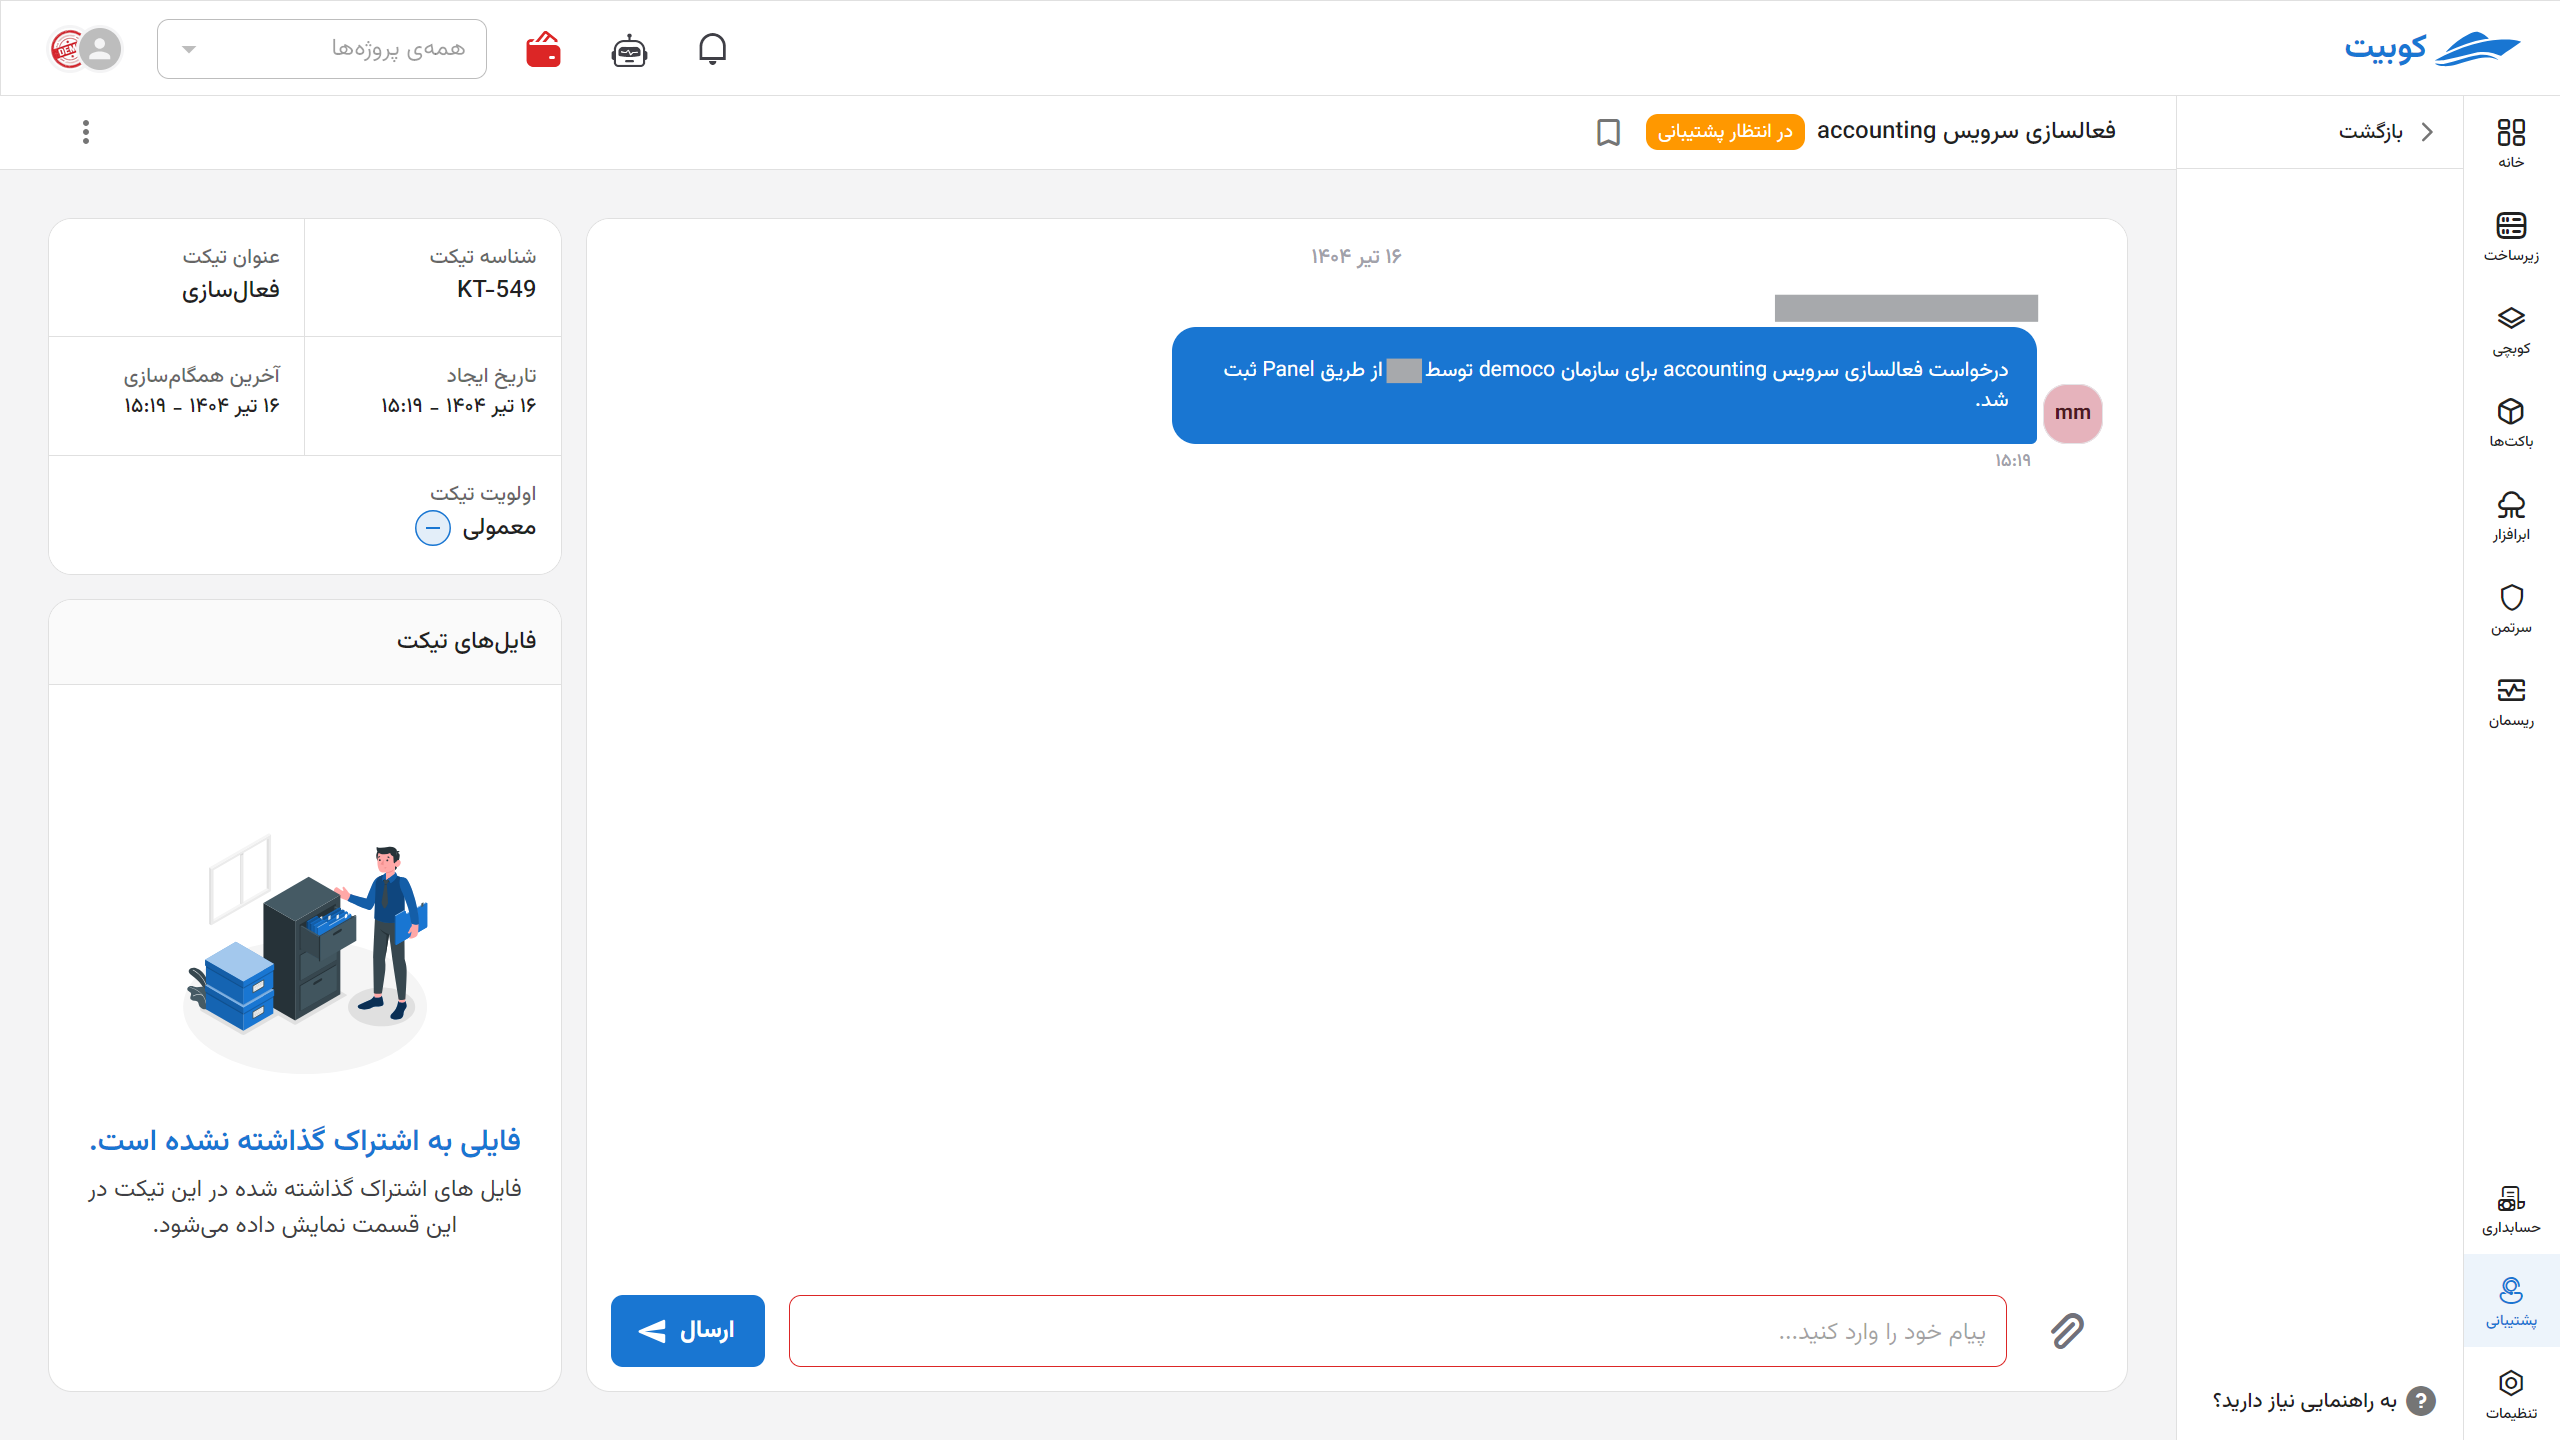 کوبیت
همه‌ی پروژه‌ها
DEM
خانه
زیرساخت
کوبچی
باکت‌ها
ابرافزار
سرتمن
ریسمان
حسابداری
پشتیبانی
تنظیمات
بازگشت
به راهنمایی نیاز دارید؟
فعالسازی سرویس accounting
در انتظار پشتیبانی
۱۶ تیر ۱۴۰۴
درخواست فعالسازی سرویس accounting برای سازمان democo توسط از طریق Panel ثبت
شد.
mm
۱۵:۱۹
پیام خود را وارد کنید...
ارسال
شناسه تیکت
KT-549
عنوان تیکت
فعال‌سازی
تاریخ ایجاد
۱۶ تیر ۱۴۰۴ - ۱۵:۱۹
آخرین همگام‌سازی
۱۶ تیر ۱۴۰۴ - ۱۵:۱۹
اولویت تیکت
معمولی
فایل‌های تیکت
فایلی به اشتراک گذاشته نشده است.
فایل های اشتراک گذاشته شده در این تیکت در
این قسمت نمایش داده می‌شود.